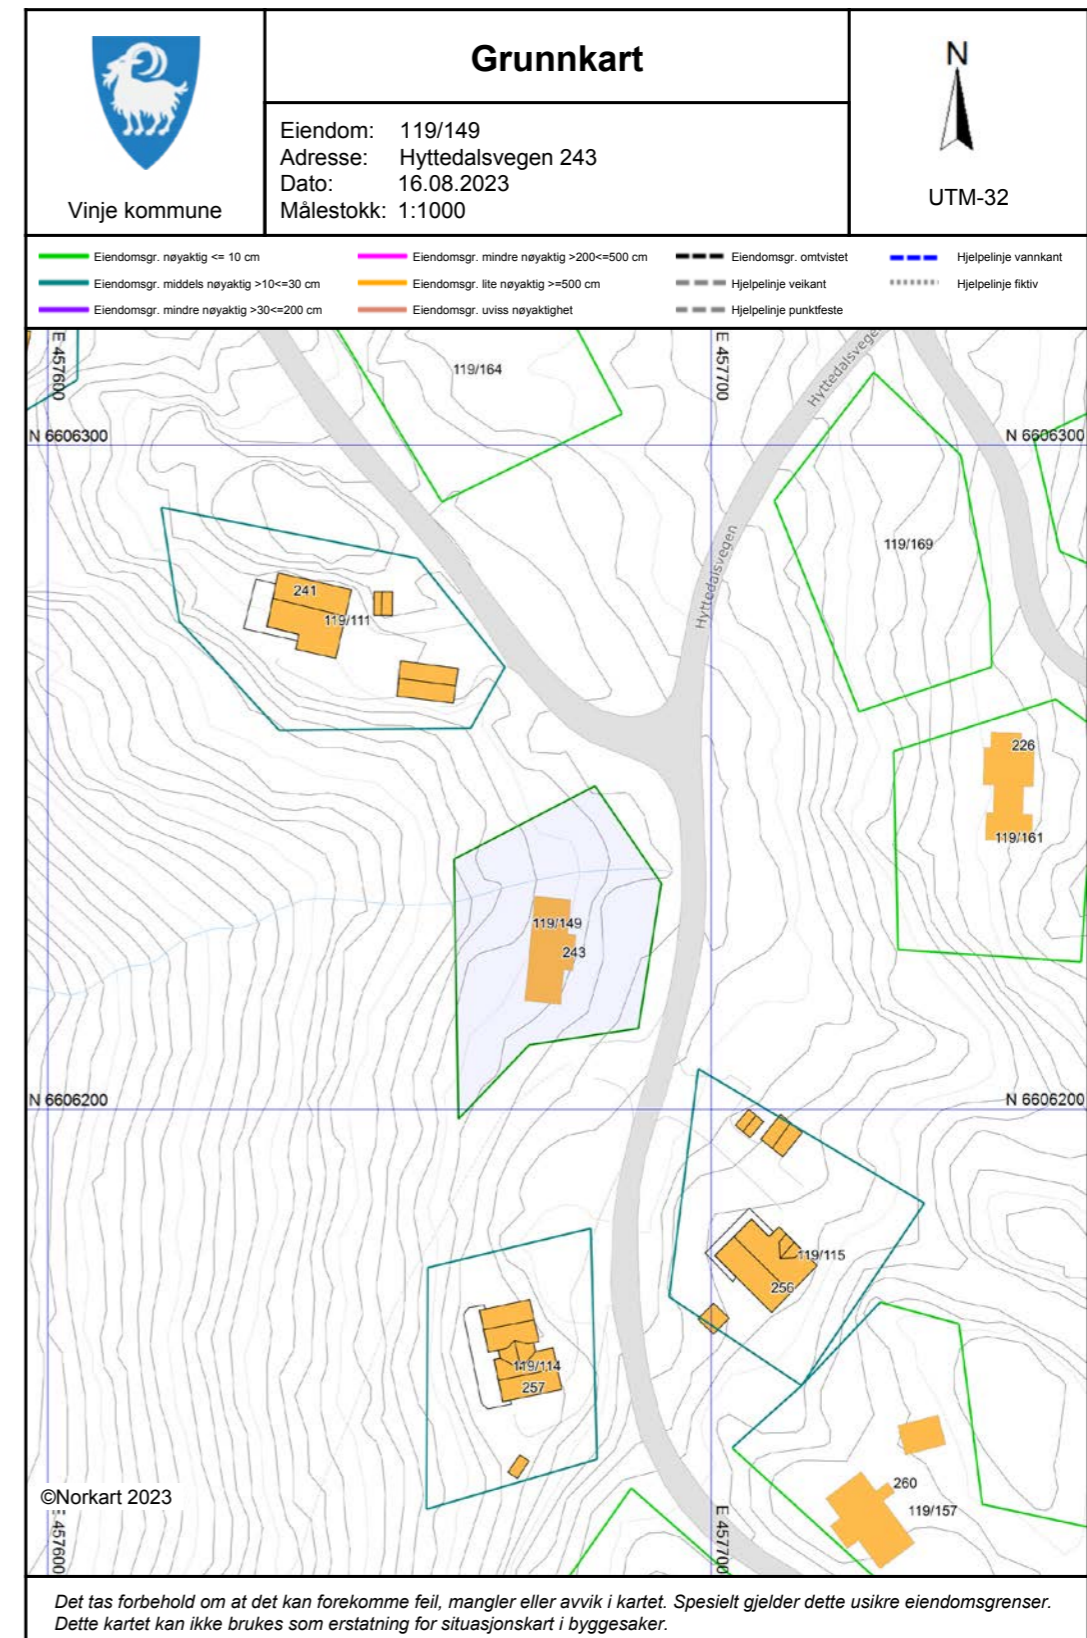 Grunnkart
Eiendom: 119/149
Adresse: Hyttedalsvegen 243
Dato: 16.08.2023
Målestokk: 1:1000
Vinje kommune
N
UTM-32
Eiendomsgr. nøyaktig <= 10 cm
Eiendomsgr. middels nøyaktig >10<=30 cm
Eiendomsgr. mindre nøyaktig >30<=200 cm
Eiendomsgr. mindre nøyaktig >200<=500 cm
Eiendomsgr. lite nøyaktig >=500 cm
Eiendomsgr. uviss nøyaktighet
Eiendomsgr. omtvistet
Hjelpelinje veikant
Hjelpelinje punktfeste
Hjelpelinje vannkant
Hjelpelinje fiktiv
E 457600
E 457700
Hyttedalsvegen
119/164
N 6606300
N 6606300
119/169
Hyttedalsvegen
241
119/111
226
119/161
119/149
243
N 6606200
N 6606200
119/115
256
119/114
257
260
119/157
©Norkart 2023
E 457600
E 457700
Det tas forbehold om at det kan forekomme feil, mangler eller avvik i kartet. Spesielt gjelder dette usikre eiendomsgrenser.
Dette kartet kan ikke brukes som erstatning for situasjonskart i byggesaker.